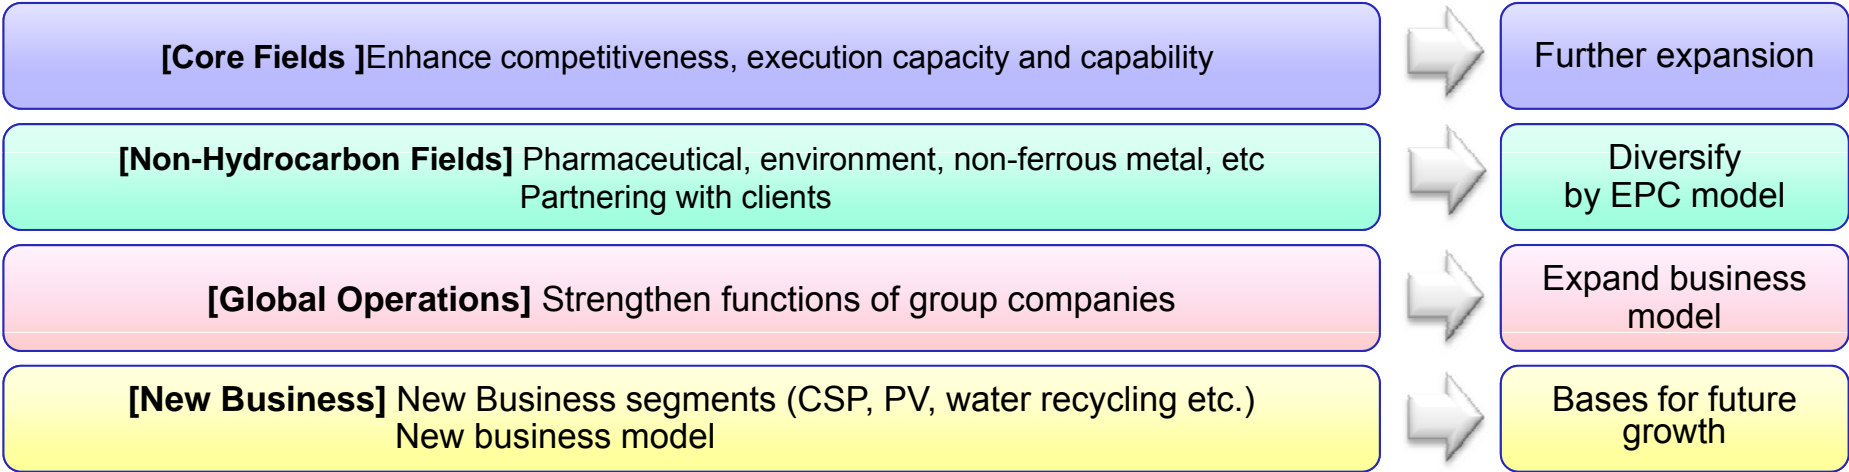 [Core Fields ]Enhance competitiveness, execution capacity and capability
Further expansion
[Non-Hydrocarbon Fields] Pharmaceutical, environment, non-ferrous metal, etc
Partnering with clients
Diversify
by EPC model
[Global Operations] Strengthen functions of group companies
Expand business
model
[New Business] New Business segments (CSP, PV, water recycling etc.)
New business model
Bases for future
growth